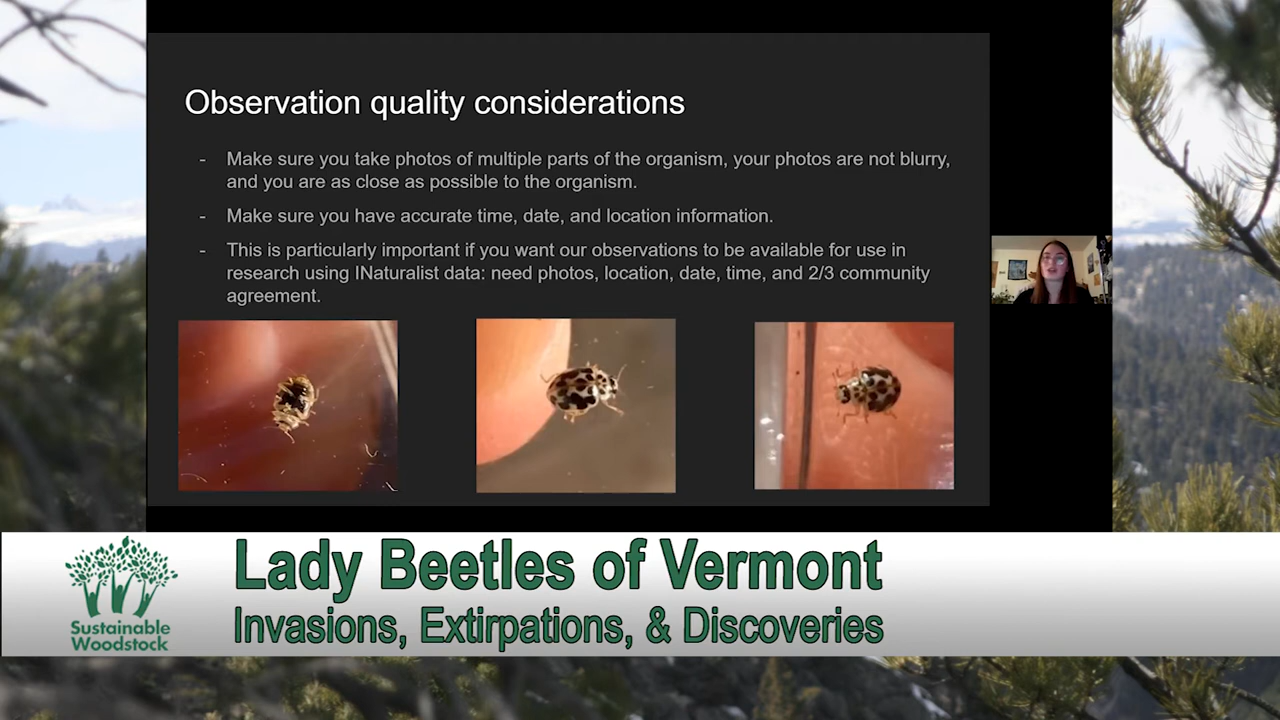 Observation quality considerations
- Make sure you take photos of multiple parts of the organism, your photos are not blurry,
and you are as close as possible to the organism.
- Make sure you have accurate time, date, and location information.
- This is particularly important if you want our observations to be available for use in
research using INaturalist data: need photos, location, date, time, and 2/3 community
agreement.
Lady Beetles of Vermont
Invasions, Extirpations, & Discoveries
Sustainable
Woodstock